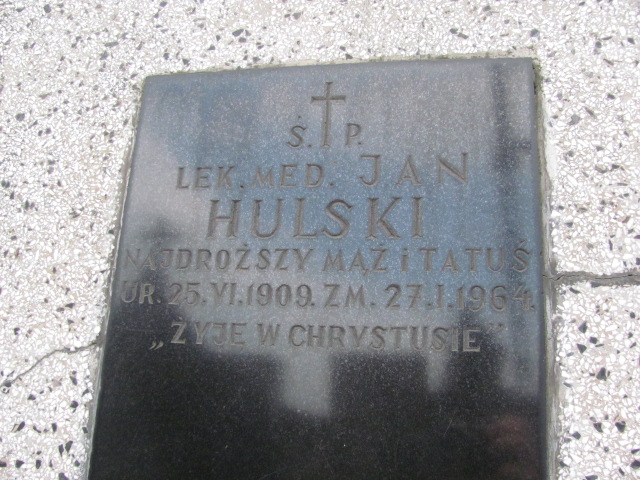 Ś. P.
LEK. MED. JAN
HULSKI
NAJDROŻSZY MĄŻ i TATUŚ
UR. 25.VI.1909. ZM. 27.I.1964.
„ŻYJE W CHRYSTUSIE"